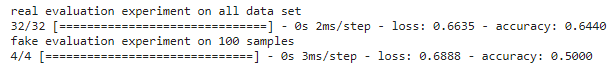 real evaluation experiment on all data set
32/32 [==============================] - 0s 2ms/step - loss: 0.6635 - accuracy: 0.6440
fake evaluation experiment on 100 samples
4/4 [==============================] - 0s 3ms/step - loss: 0.6888 - accuracy: 0.5000